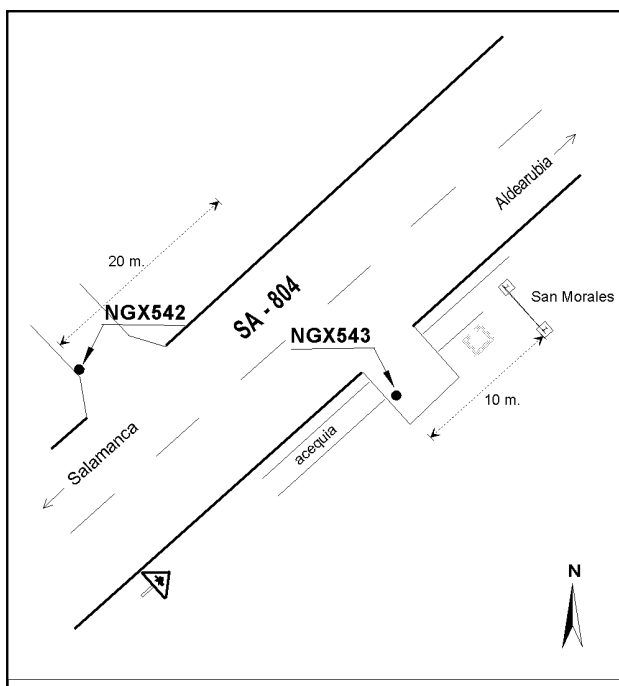 Aldearubia
20 m.
San Morales
NGX542
SA - 804
NGX543
10 m.
acequia
Salamanca
N